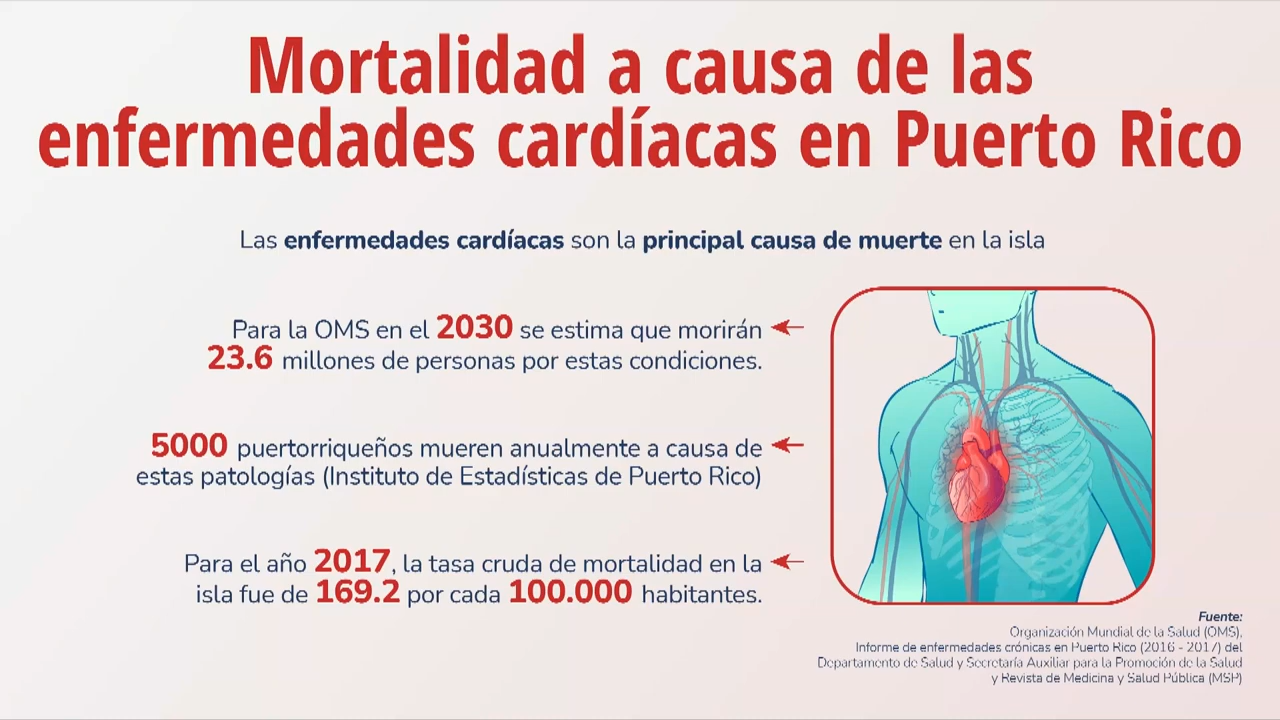 Mortalidad a causa de las
enfermedades cardíacas en Puerto Rico
Las enfermedades cardíacas son la principal causa de muerte en la isla
Para la OMS en el 2030 se estima que morirán
23.6 millones de personas por estas condiciones.
5000 puertorriqueños mueren anualmente a causa de
estas patologías (Instituto de Estadísticas de Puerto Rico)
Para el año 2017, la tasa cruda de mortalidad en la
isla fue de 169.2 por cada 100.000 habitantes.
Fuente:
Organización Mundial de la Salud (OMS),
Informe de enfermedades crónicas en Puerto Rico (2016 - 2017) del
Departamento de Salud y Secretaría Auxiliar para la Promoción de la Salud
y Revista de Medicina y Salud Pública (MSP)